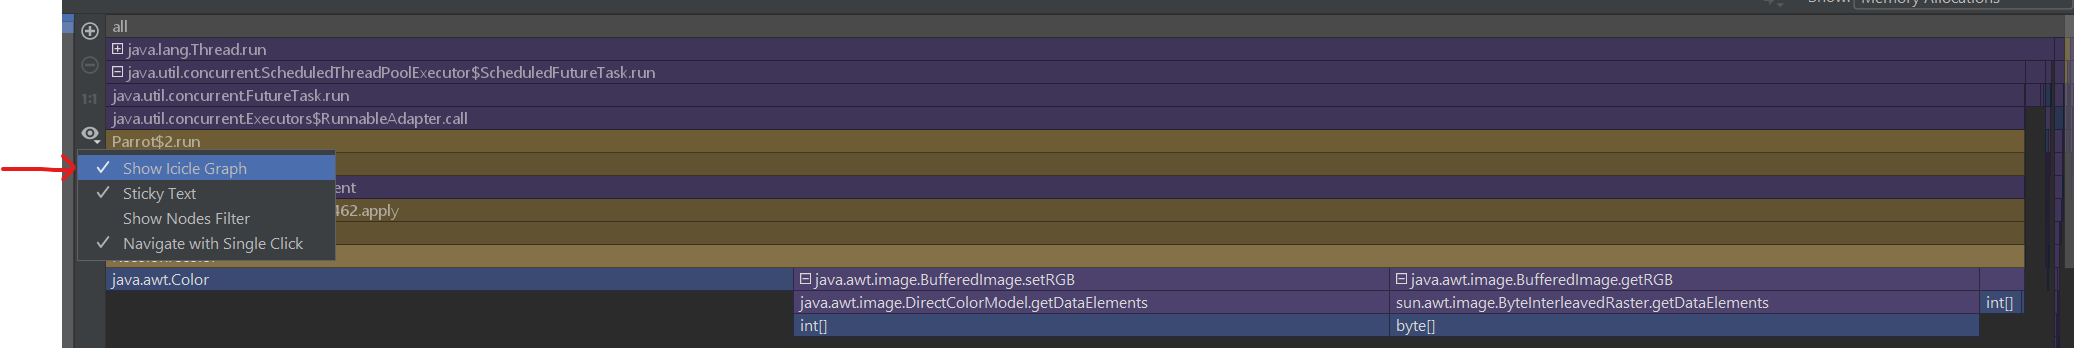 Show: Memory Allocations
all
java.lang.Thread.run
java.util.concurrent.ScheduledThreadPoolExecutor$ScheduledFutureTask.run
1:1
java.util.concurrent.FutureTask.run
java.util.concurrent.Executors$RunnableAdapter.call
Parrot$2.run
Show Icicle Graph
Sticky Text
ent
462.apply
Show Nodes Filter
Navigate with Single Click
java.awt.Color
java.awt.image.BufferedImage.setRGB
java.awt.image.BufferedImage.getRGB
java.awt.image.DirectColorModel.getDataElements
sun.awt.image.ByteInterleavedRaster.getDataElements
int[]
int[]
byte[]